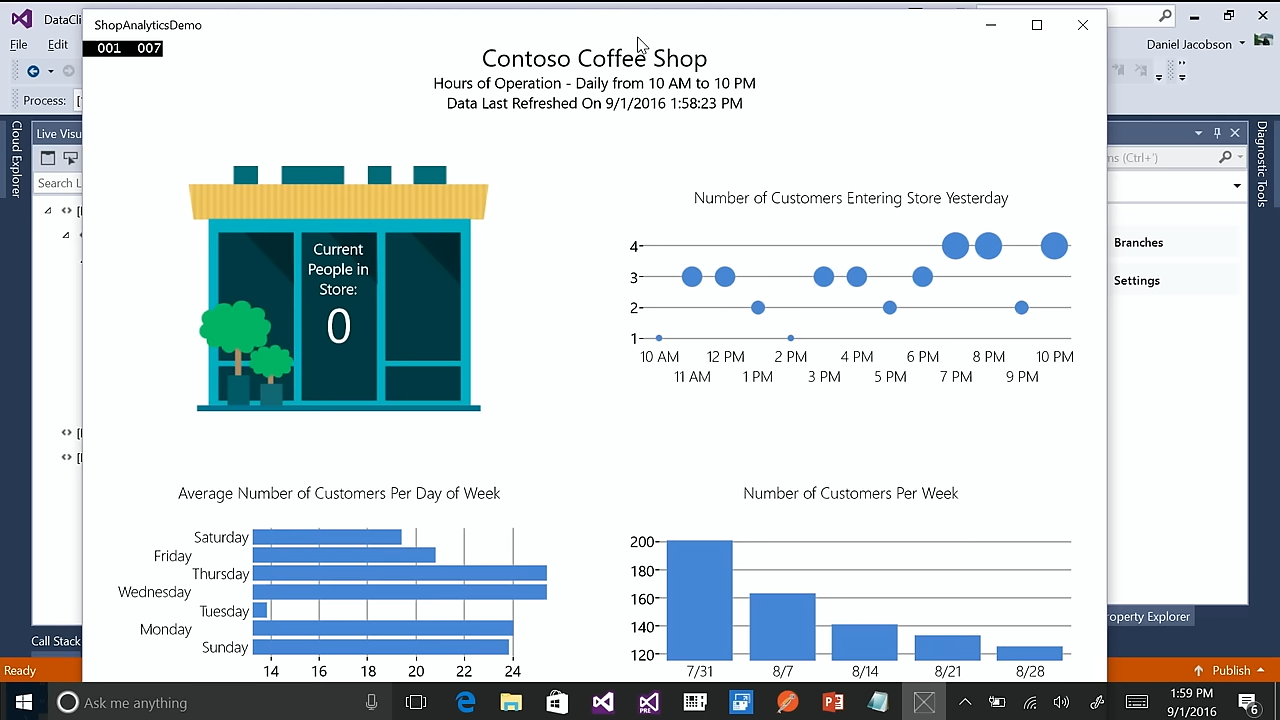 DataCli
ShopAnalyticsDemo
001 007
File Edit
Daniel Jacobson
Process:
Contoso Coffee Shop
Hours of Operation - Daily from 10 AM to 10 PM
Data Last Refreshed On 9/1/2016 1:58:23 PM
Cloud Explorer
Live Visu
Search L
ms (Ctrl+')
Diagnostic Tools
Branches
Settings
Current
People in
Store:
0
Number of Customers Entering Store Yesterday
4
3
2
1
10 AM 12 PM 2 PM 4 PM 6 PM 8 PM 10 PM
11 AM 1 PM 3 PM 5 PM 7 PM 9 PM
Average Number of Customers Per Day of Week
Saturday
Friday
Thursday
Wednesday
Tuesday
Monday
Sunday
14 16 18 20 22 24
Number of Customers Per Week
200
180
160
140
120
7/31 8/7 8/14 8/21 8/28
roperty Explorer
Call Stack
Ready
Publish
Ask me anything
PRE
1:59 PM
9/1/2016
6